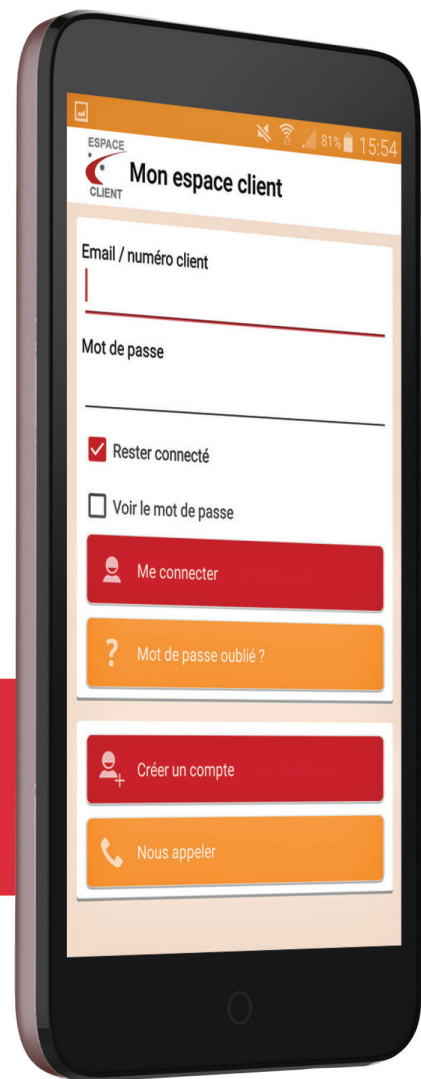 81% 15:54
ESPACE
CLIENT
Mon espace client
Email / numéro client
Mot de passe
Rester connecté
Voir le mot de passe
Me connecter
Mot de passe oublié ?
Créer un compte
Nous appeler